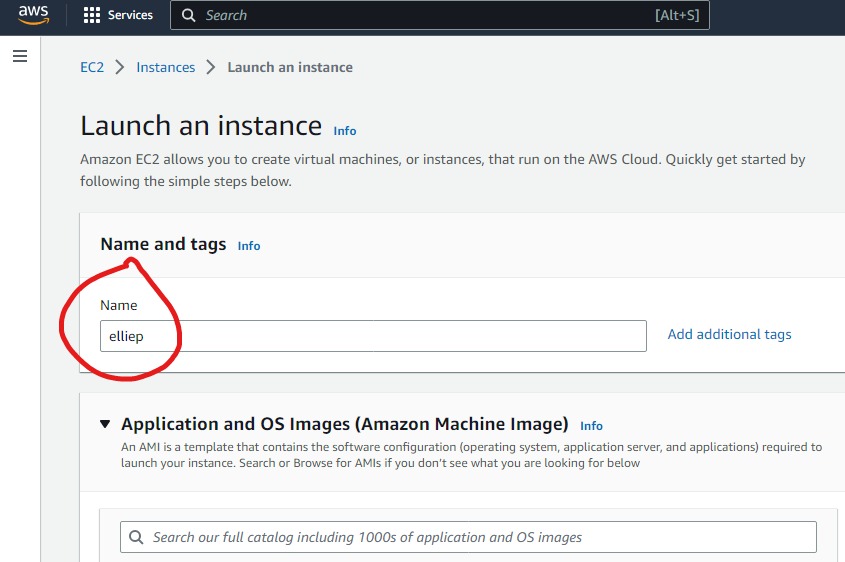 aws Services Search [Alt+S]
EC2 > Instances > Launch an instance
Launch an instance Info
Amazon EC2 allows you to create virtual machines, or instances, that run on the AWS Cloud. Quickly get started by
following the simple steps below.
Name and tags Info
Name
elliep Add additional tags
Application and OS Images (Amazon Machine Image) Info
An AMI is a template that contains the software configuration (operating system, application server, and applications) required to
launch your instance. Search or Browse for AMIs if you don't see what you are looking for below
Search our full catalog including 1000s of application and OS images